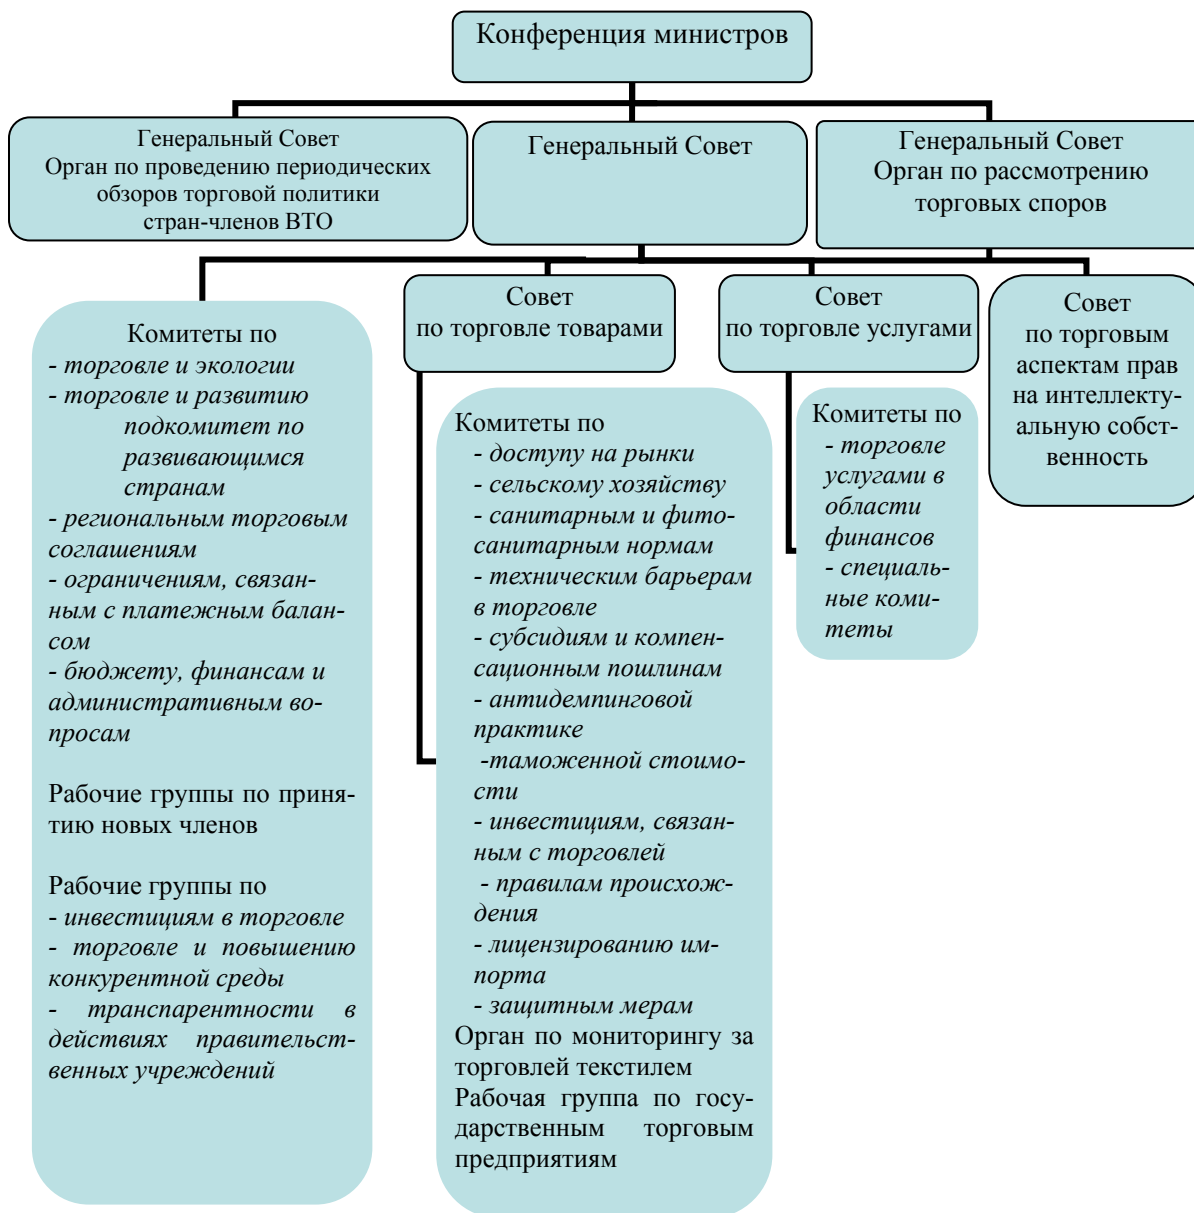 Конференция министров
Генеральный Совет
Орган по проведению периодических
обзоров торговой политики
стран-членов ВТО
Генеральный Совет
Генеральный Совет
Орган по рассмотрению
торговых споров
Комитеты по
- торговле и экологии
- торговле и развитию
подкомитет по
развивающимся
странам
- региональным торговым
соглашениям
- ограничениям, связан-
ным с платежным балан-
сом
- бюджету, финансам и
административным во-
просам
Рабочие группы по приня-
тию новых членов
Рабочие группы по
- инвестициям в торговле
- торговле и повышению
конкурентной среды
- транспарентности в
действиях правительст-
венных учреждений
Совет
по торговле товарами
Комитеты по
- доступу на рынки
- сельскому хозяйству
- санитарным и фито-
санитарным нормам
- техническим барьерам
в торговле
- субсидиям и компен-
сационным пошлинам
- антидемпинговой
практике
-таможенной стоимо-
сти
- инвестициям, связан-
ным с торговлей
- правилам происхож-
дения
- лицензированию им-
порта
- защитным мерам
Орган по мониторингу за
торговлей текстилем
Рабочая группа по госу-
дарственным торговым
предприятиям
Совет
по торговле услугами
Комитеты по
- торговле
услугами в
области
финансов
- специаль-
ные коми-
теты
Совет
по торговым
аспектам прав
на интеллекту-
альную собст-
венность